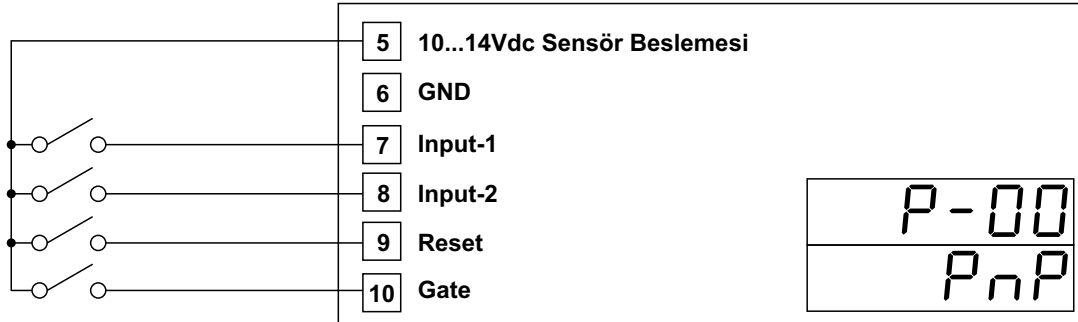 5 10...14Vdc Sensör Beslemesi
6 GND
7 Input-1
8 Input-2
9 Reset
10 Gate
P-00
PnP